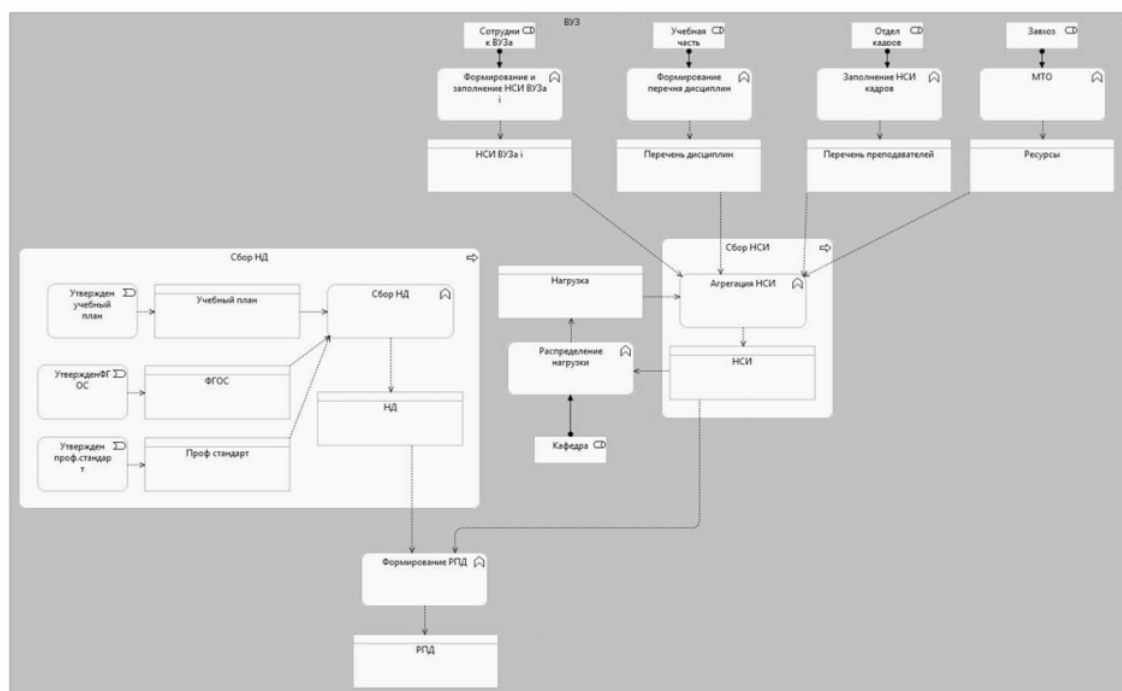 ВУЗ
Сотрудни
к ВУЗа
Учебная
часть
Отдел
кадров
Завхоз
Формирование и
заполнение НСИ ВУЗа
i
Формирование
перечня дисциплин
Заполнение НСИ
кадров
МТО
НСИ ВУЗа i
Перечень дисциплин
Перечень преподавателей
Ресурсы
Сбор НД
Утвержден
учебный
план
Учебный план
Сбор НД
УтвержденФГ
ОС
ФГОС
НД
Утвержден
проф.стандар
т
Проф стандарт
Сбор НСИ
Нагрузка
Агрегация НСИ
Распределение
нагрузки
НСИ
Кафедра
Формирование РПД
РПД